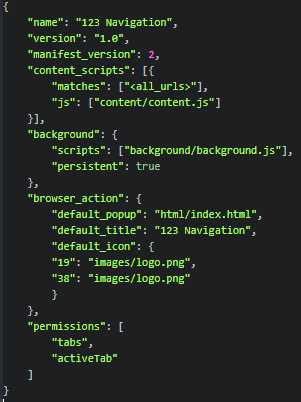 {
    "name": "123 Navigation",
    "version": "1.0",
    "manifest_version": 2,
    "content_scripts": [{
        "matches": ["<all_urls>"],
        "js": ["content/content.js"]
    }],
    "background": {
        "scripts": ["background/background.js"],
        "persistent": true
    },
    "browser_action": {
        "default_popup": "html/index.html",
        "default_title": "123 Navigation",
        "default_icon": {
        "19": "images/logo.png",
        "38": "images/logo.png"
        }
    },
    "permissions": [
        "tabs",
        "activeTab"
    ]
}